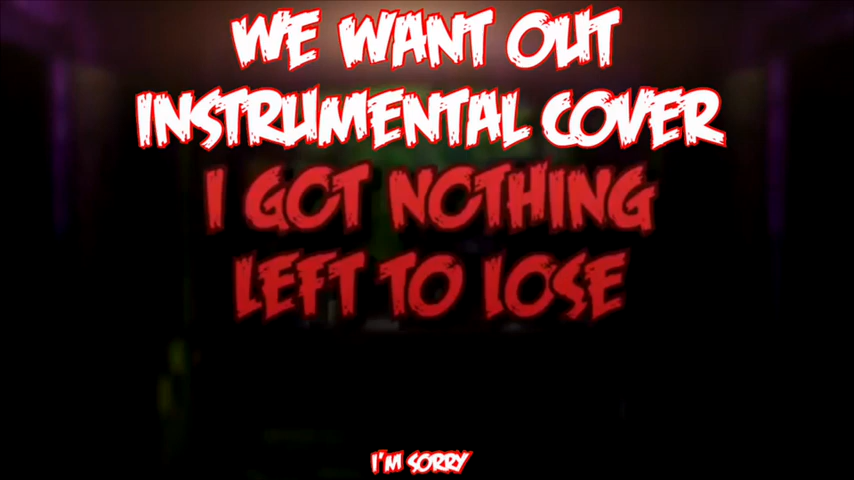 WE WANT OUT
INSTRUMENTAL COVER
I GOT NOTHING
LEFT TO LOSE
I'M SORRY